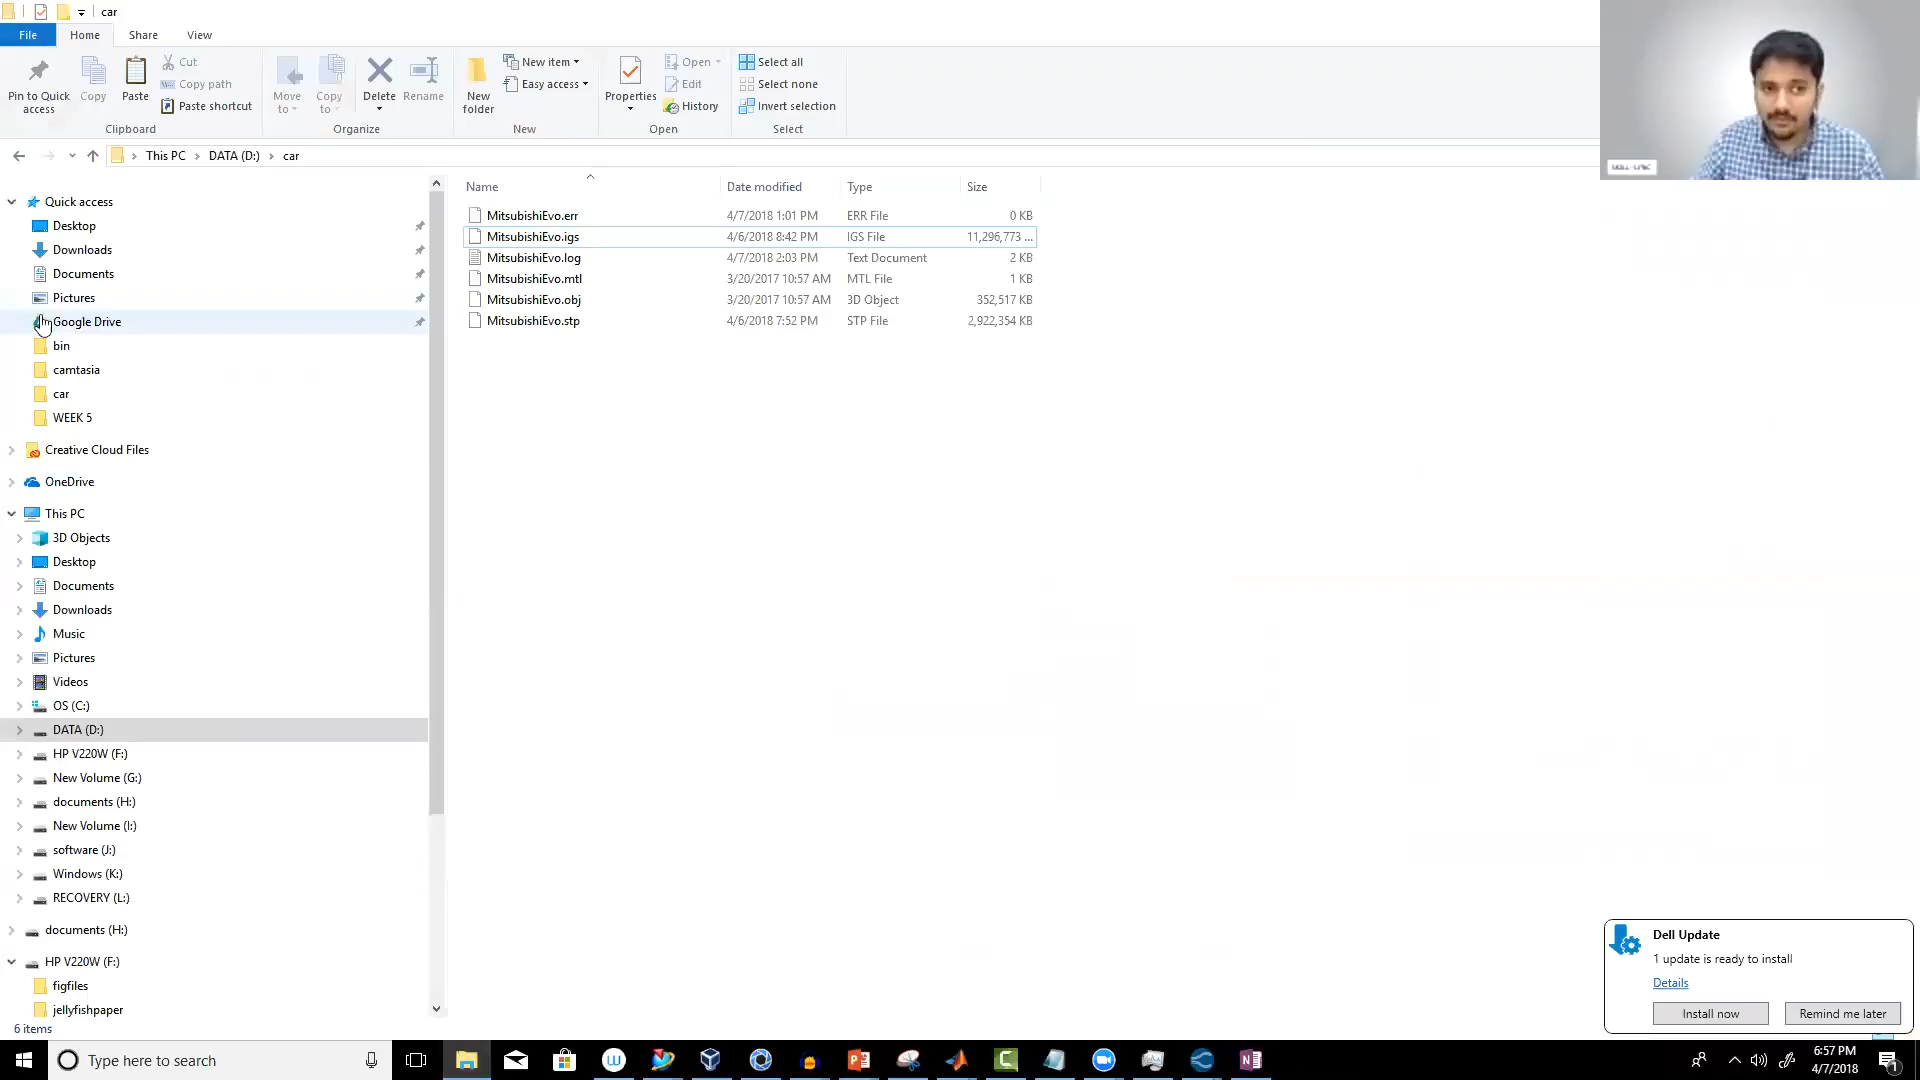 car
File Home Share View
Pin to Quick access
Copy
Paste
Cut
Copy path
Paste shortcut
Clipboard
Move to
Copy to
Delete
Rename
Organize
New folder
New item
Easy access
New
Properties
Open
Edit
History
Open
Select all
Select none
Invert selection
Select
This PC > DATA (D:) > car
Quick access
Desktop
Downloads
Documents
Pictures
Google Drive
bin
camtasia
car
WEEK 5
Creative Cloud Files
OneDrive
This PC
3D Objects
Desktop
Documents
Downloads
Music
Pictures
Videos
OS (C:)
DATA (D:)
HP V220W (F:)
New Volume (G:)
documents (H:)
New Volume (I:)
software (J:)
Windows (K:)
RECOVERY (L:)
documents (H:)
HP V220W (F:)
figfiles
jellyfishpaper
6 items
Name Date modified Type Size
MitsubishiEvo.err 4/7/2018 1:01 PM ERR File 0 KB
MitsubishiEvo.igs 4/6/2018 8:42 PM IGS File 11,296,773 ...
MitsubishiEvo.log 4/7/2018 2:03 PM Text Document 2 KB
MitsubishiEvo.mtl 3/20/2017 10:57 AM MTL File 1 KB
MitsubishiEvo.obj 3/20/2017 10:57 AM 3D Object 352,517 KB
MitsubishiEvo.stp 4/6/2018 7:52 PM STP File 2,922,354 KB
Dell Update
1 update is ready to install
Details
Install now Remind me later
Type here to search
6:57 PM
4/7/2018
1